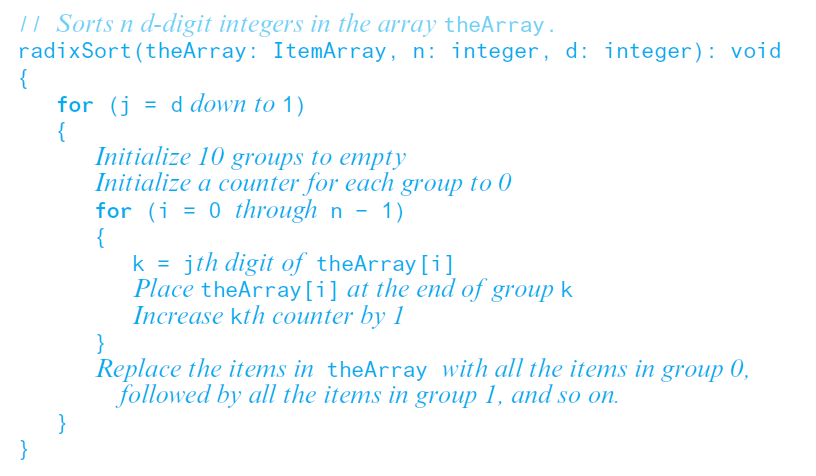 // Sorts n d-digit integers in the array theArray.
radixSort(theArray: ItemArray, n: integer, d: integer): void
{
for (j = d down to 1)
{
Initialize 10 groups to empty
Initialize a counter for each group to 0
for (i = 0 through n - 1)
{
k = jth digit of theArray[i]
Place theArray[i] at the end of group k
Increase kth counter by 1
}
Replace the items in theArray with all the items in group 0,
followed by all the items in group 1, and so on.
}
}